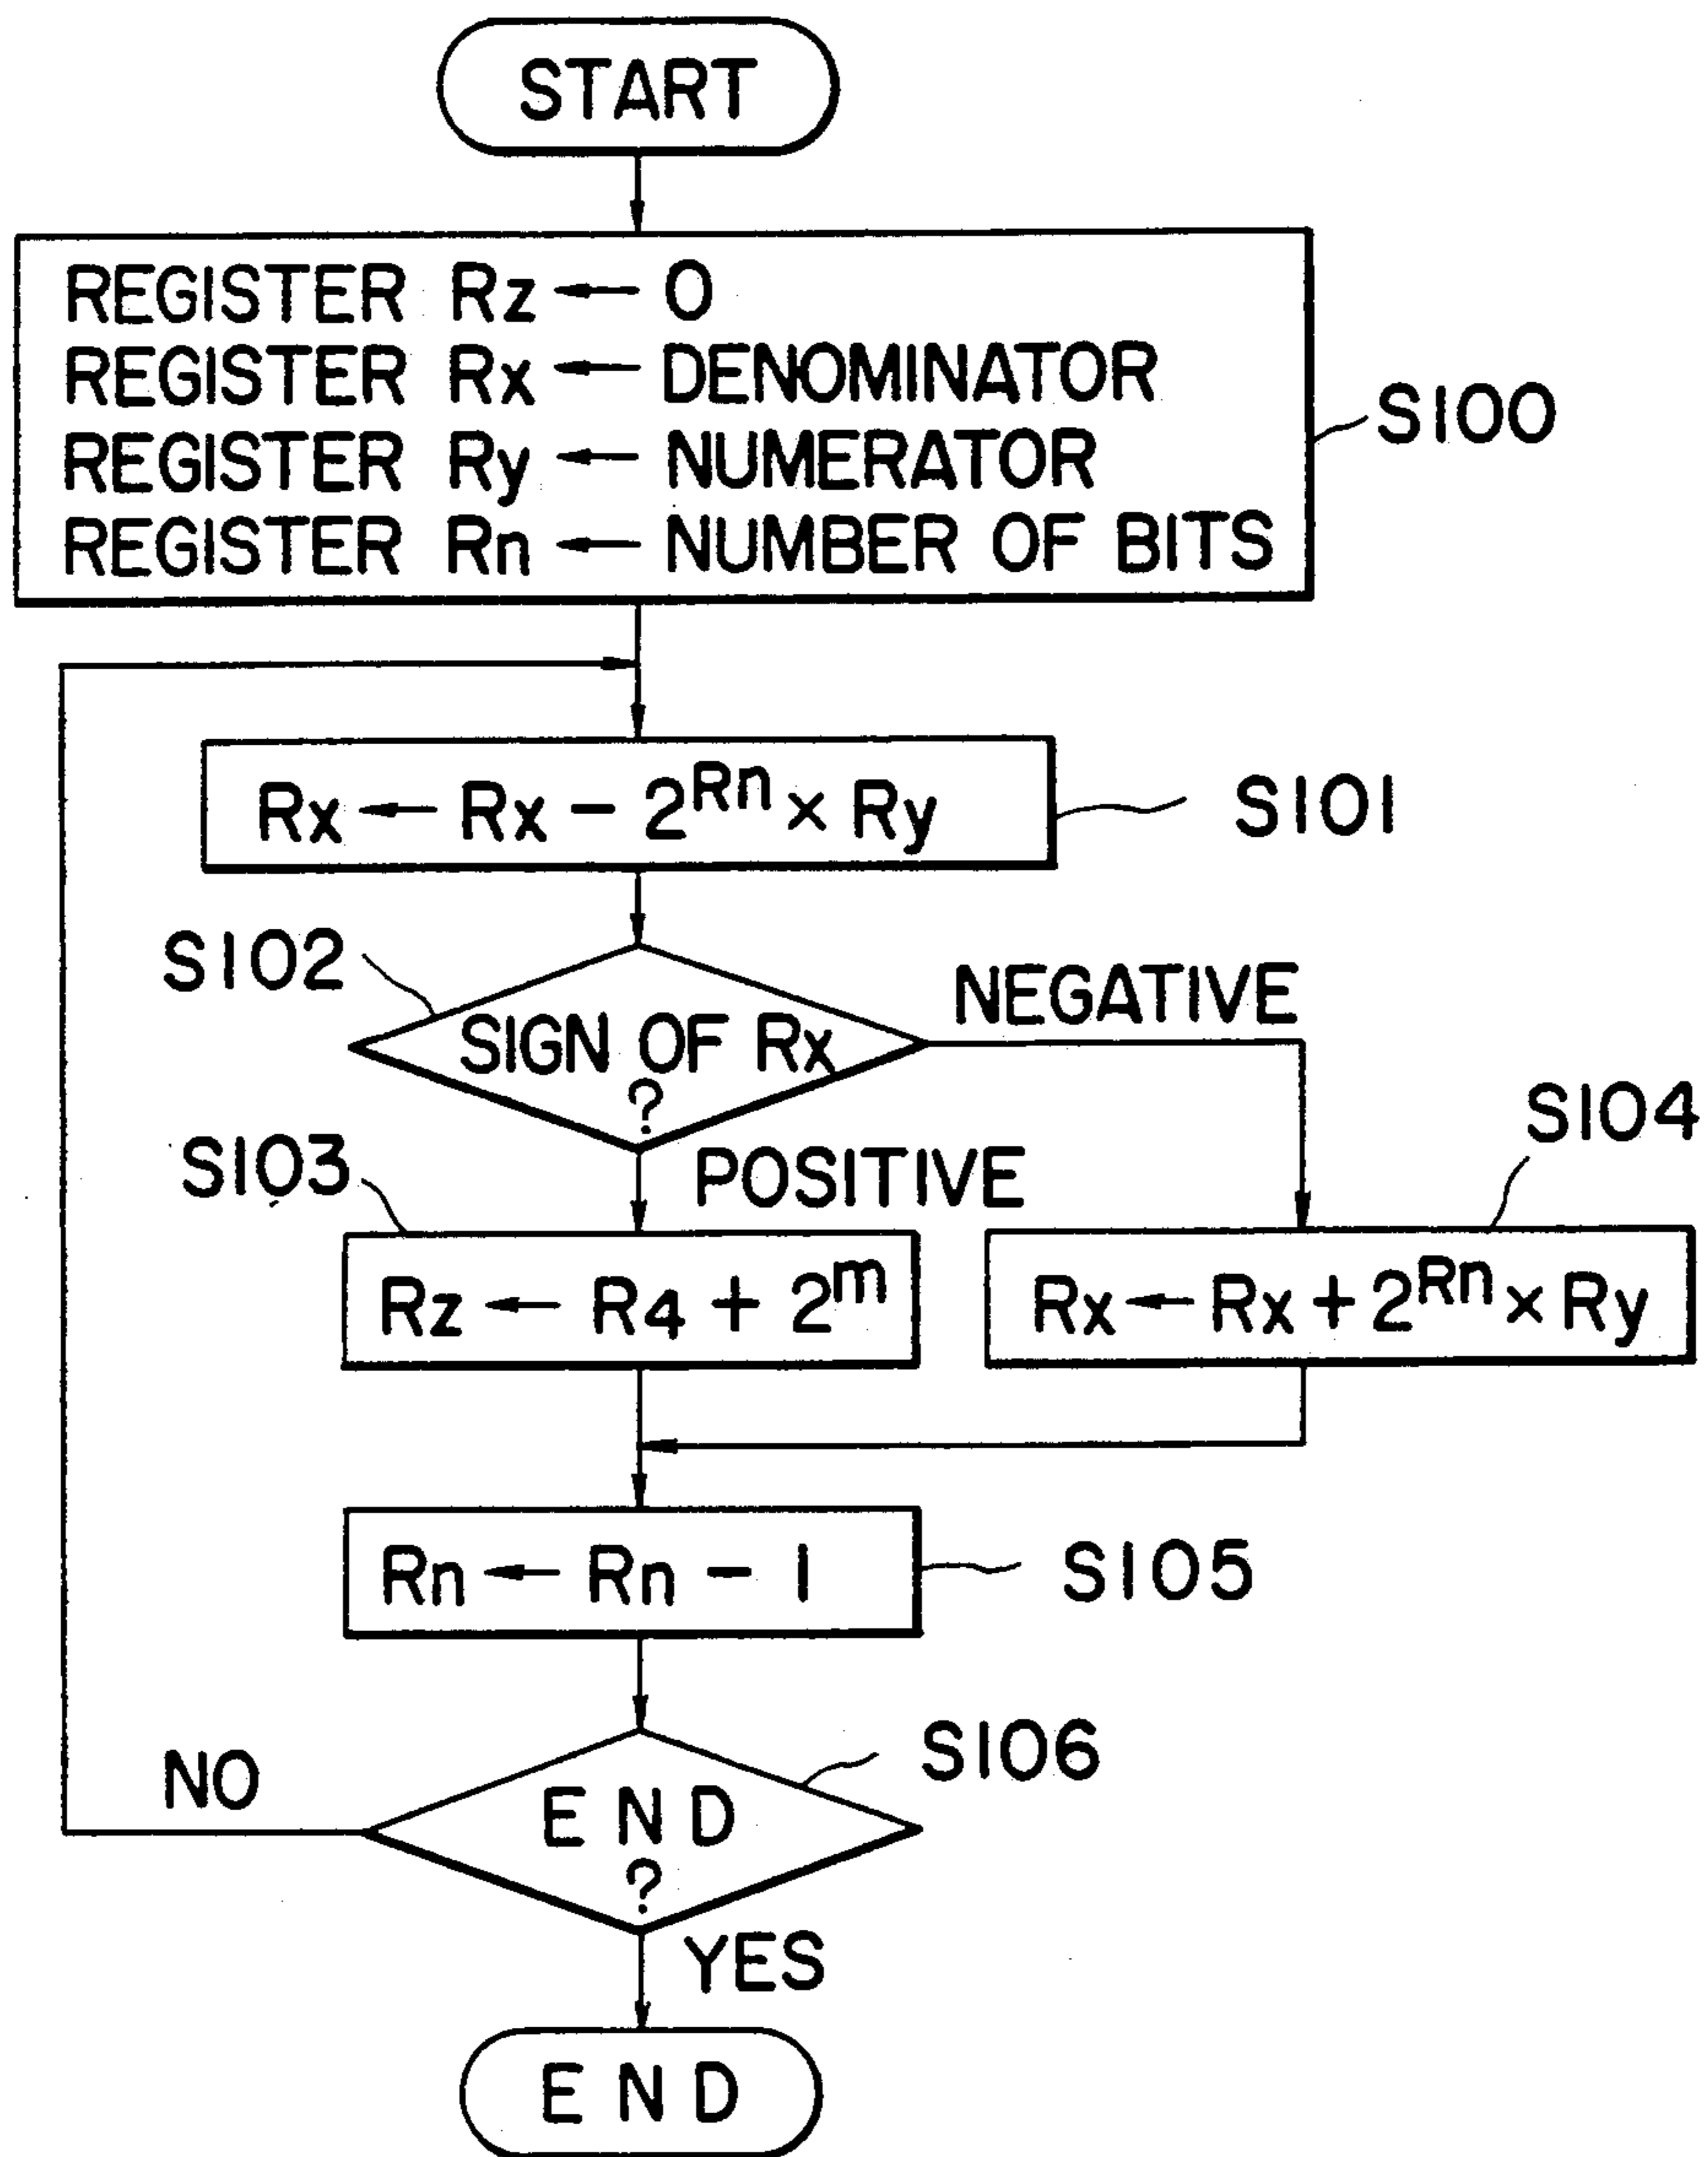 START
REGISTER Rz ← 0
REGISTER Rx ← DENOMINATOR
REGISTER Ry ← NUMERATOR
REGISTER Rn ← NUMBER OF BITS
S100
Rx ← Rx - 2^Rn × Ry
S101
S102
SIGN OF Rx
?
NEGATIVE
POSITIVE
S103
Rz ← R4 + 2^m
S104
Rx ← Rx + 2^Rn × Ry
Rn ← Rn - 1
S105
S106
END
?
NO
YES
END